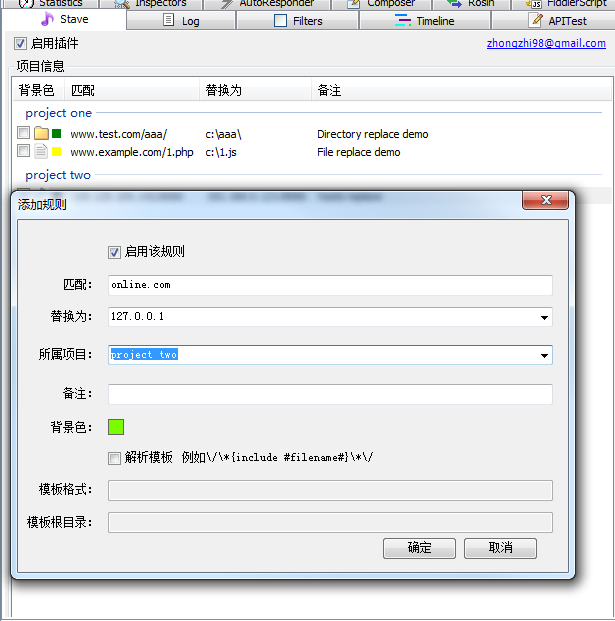 Statistics Inspectors AutoResponder Composer Rosin FiddlerScript
Stave Log Filters Timeline APITest
启用插件 zhongzhi98@gmail.com
项目信息
背景色 匹配 替换为 备注
project one
www.test.com/aaa/ c:\aaa\ Directory replace demo
www.example.com/1.php c:\1.js File replace demo
project two
添加规则
启用该规则
匹配: online.com
替换为: 127.0.0.1
所属项目: project two
备注:
背景色:
解析模板 例如\/\*{include #filename#}\*\/
模板格式:
模板根目录:
确定 取消